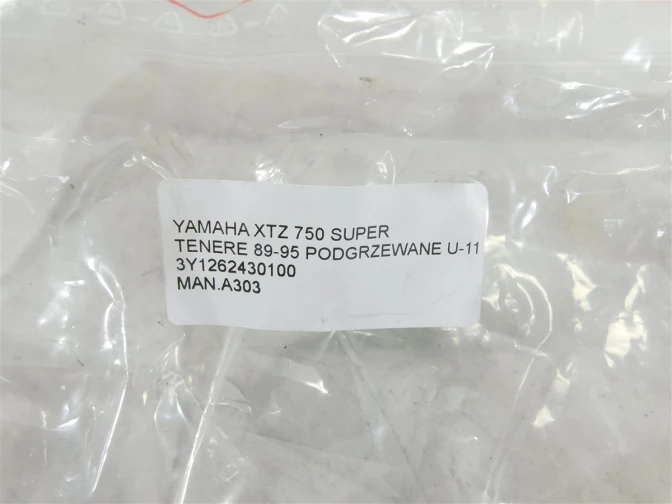 YAMAHA XTZ 750 SUPER
TENERE 89-95 PODGRZEWANE U-11
3Y1262430100
MAN.A303